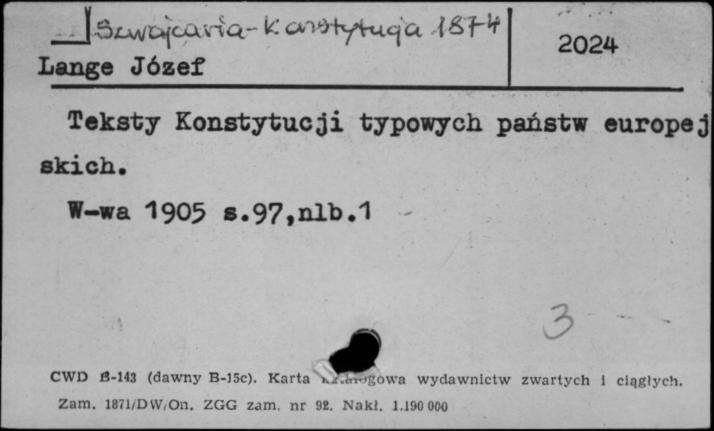 Szwajcaria - Konstytucja 1874
2024
Lange Józef
Teksty Konstytucji typowych państw europej
skich.
W-wa 1905 s.97,nlb.1
3
CWD B-143 (dawny B-15c). Karta katalogowa wydawnictw zwartych i ciągłych.
Zam. 1871/DW/On. ZGG zam. nr 92. Nakł. 1.190 000